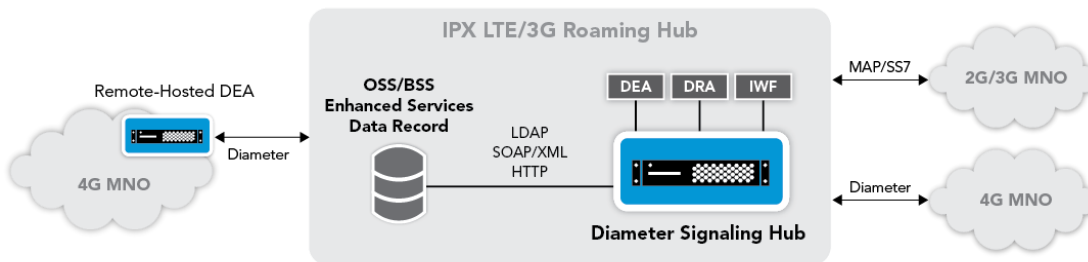 IPX LTE/3G Roaming Hub
Remote-Hosted DEA
4G MNO
Diameter
OSS/BSS
Enhanced Services
Data Record
LDAP
SOAP/XML
HTTP
DEA
DRA
IWF
Diameter Signaling Hub
MAP/SS7
2G/3G MNO
Diameter
4G MNO